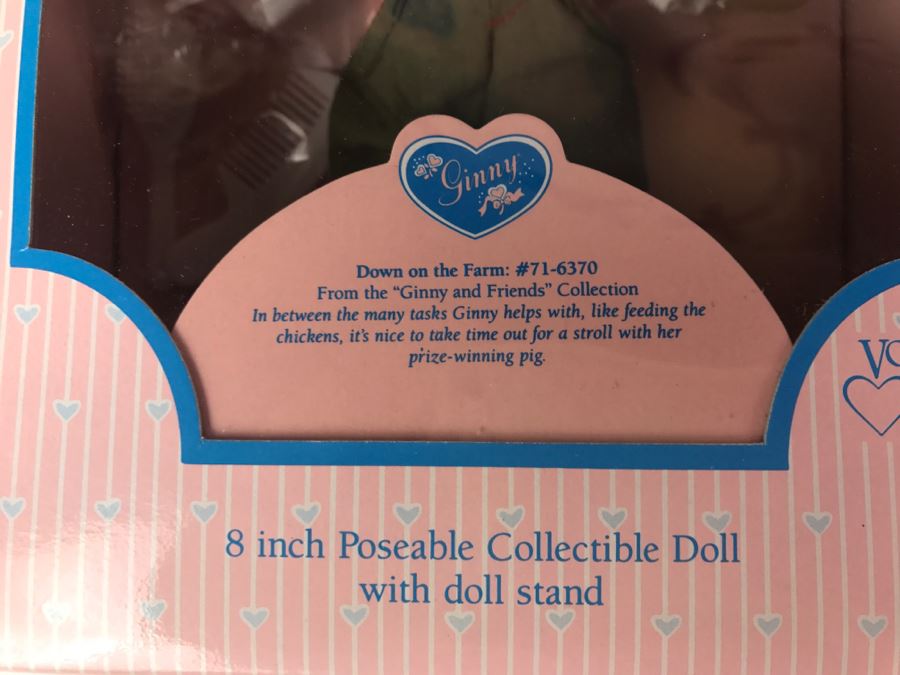 Ginny
Down on the Farm: #71-6370
From the "Ginny and Friends" Collection
In between the many tasks Ginny helps with, like feeding the
chickens, it's nice to take time out for a stroll with her
prize-winning pig.
8 inch Poseable Collectible Doll
with doll stand